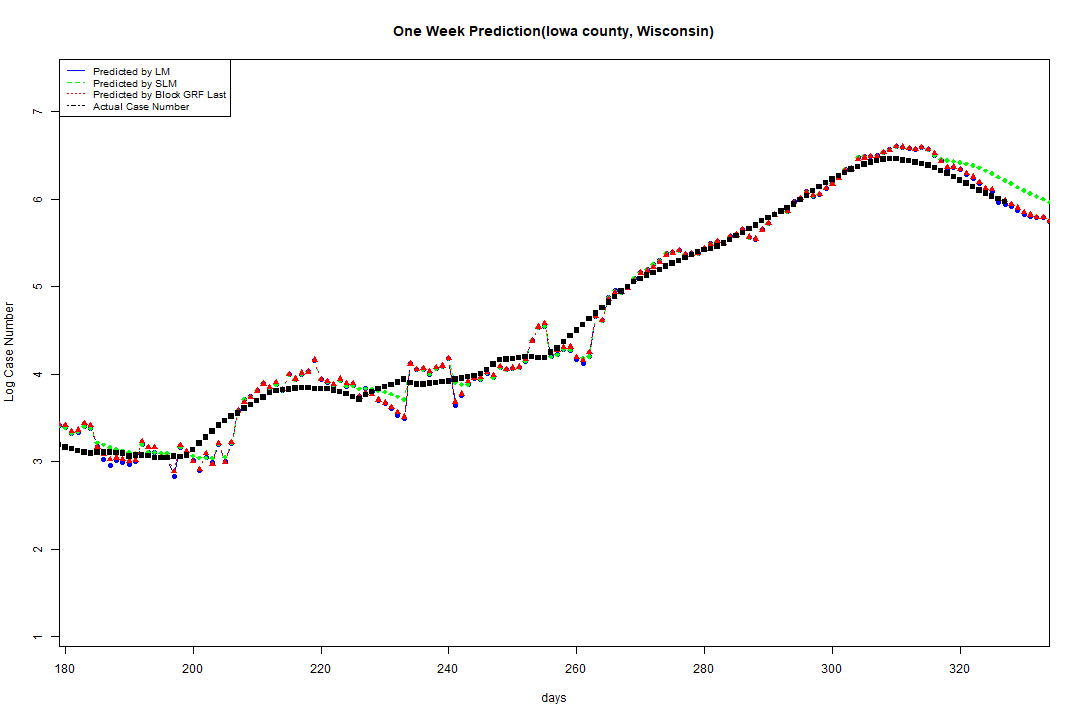 One Week Prediction(Iowa county, Wisconsin)
Predicted by LM
Predicted by SLM
Predicted by Block GRF Last
Actual Case Number
Log Case Number
7
6
5
4
3
2
1
180 200 220 240 260 280 300 320
days